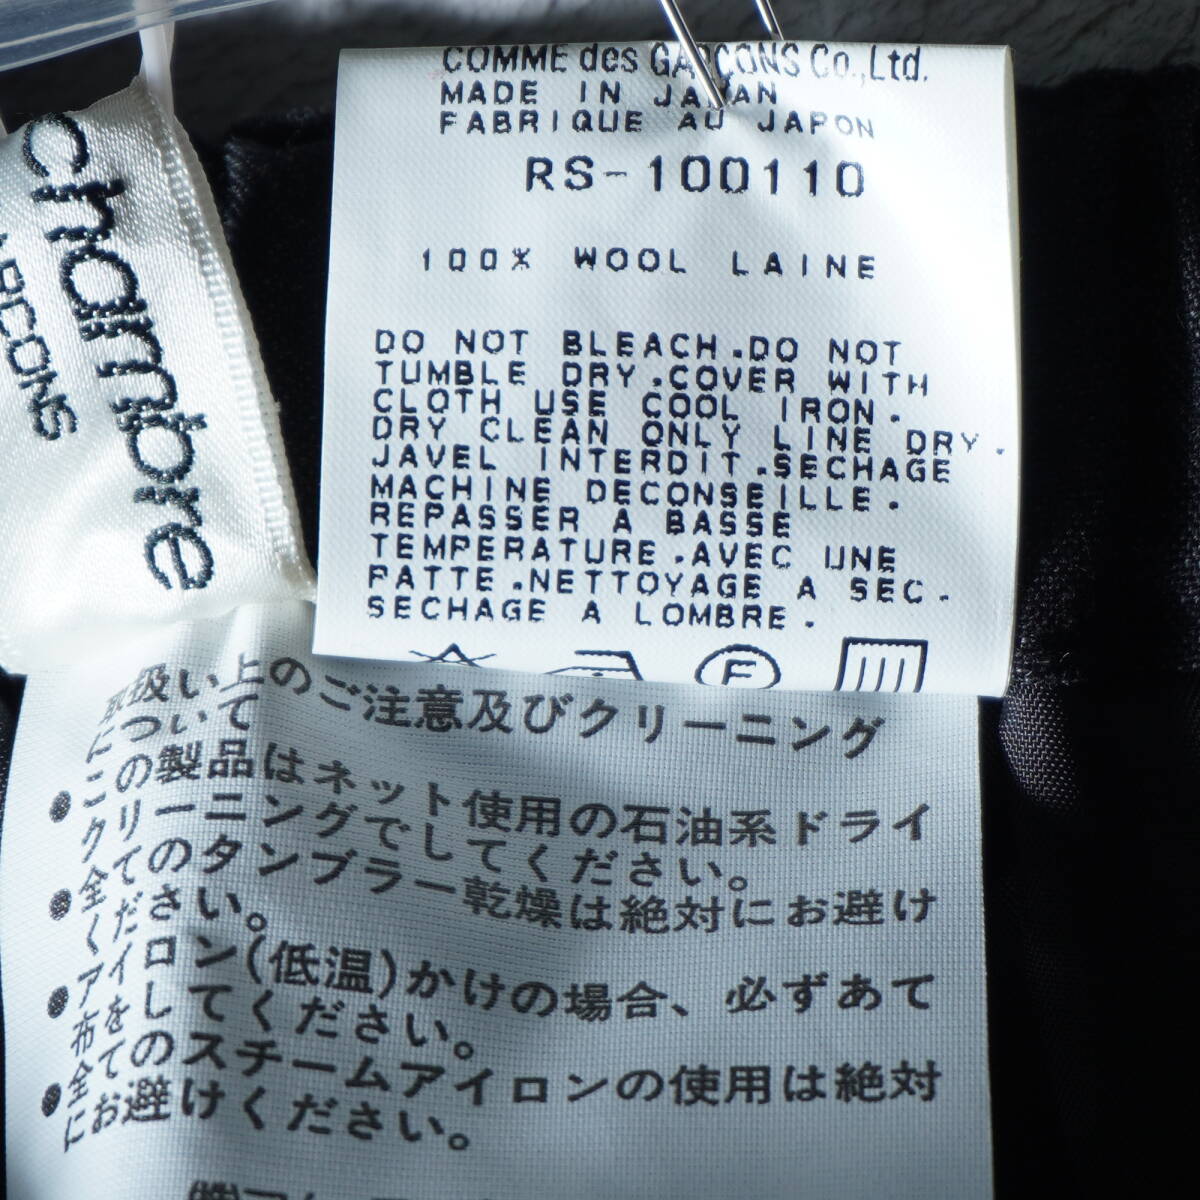 COMME des GARÇONS Co.,Ltd.
MADE IN JAPAN
FABRIQUE AU JAPON
RS-100110
100% WOOL LAINE
DO NOT BLEACH.DO NOT
TUMBLE DRY.COVER WITH
CLOTH USE COOL IRON.
DRY CLEAN ONLY LINE DRY.
JAVEL INTERDIT.SECHAGE
MACHINE DECONSEILLE.
REPASSER A BASSE
TEMPERATURE.AVEC UNE
PATTE.NETTOYAGE A SEC.
SECHAGE A LOMBRE.
F
chambre
ARCONS
取扱い上のご注意及びクリーニング
について
●この製品はネット使用の石油系ドライ
クリーニングでしてください。
●全てのタンブラー乾燥は絶対にお避け
ください。
●アイロン(低温)かけの場合、必ずあて
布をしてください。
●全てのスチームアイロンの使用は絶対
にお避けください。